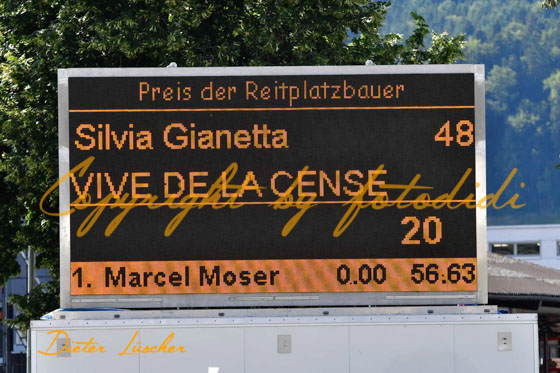 Preis der Reitplatzbauer
Silvia Gianetta 48
VIVE DE LA CENSE
Copyright by fotodidi
20
1. Marcel Moser 0.00 56.63
Dieter Lüscher